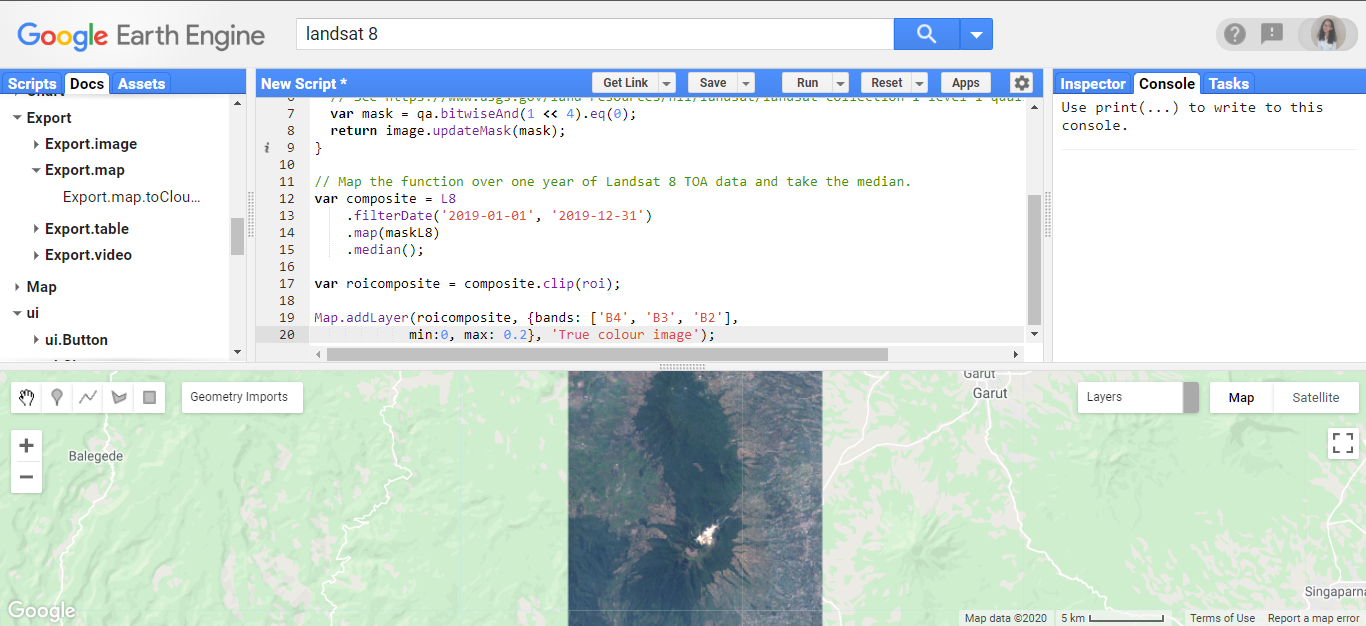 Google Earth Engine
landsat 8
Scripts Docs Assets
Export
Export.image
Export.map
Export.map.toClou...
Export.table
Export.video
Map
ui
ui.Button
New Script *
Get Link
Save
Run
Reset
Apps
7 var mask = qa.bitwiseAnd(1 << 4).eq(0);
8 return image.updateMask(mask);
i 9 }
10
11 // Map the function over one year of Landsat 8 TOA data and take the median.
12 var composite = L8
13 .filterDate('2019-01-01', '2019-12-31')
14 .map(maskL8)
15 .median();
16
17 var roicomposite = composite.clip(roi);
18
19 Map.addLayer(roicomposite, {bands: ['B4', 'B3', 'B2'],
20 min:0, max: 0.2}, 'True colour image');
Inspector Console Tasks
Use print(...) to write to this
console.
Geometry Imports
Layers
Map
Satellite
Balegede
Garut
Garut
Singaparna
Google
Map data ©2020
5 km
Terms of Use
Report a map error